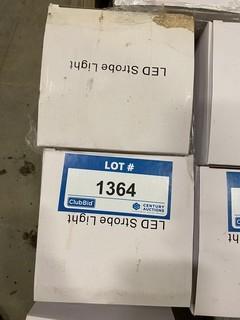 LED Strobe Light
LOT #
1364
ClubBid
CENTURY
AUCTIONS
LED Strobe Light